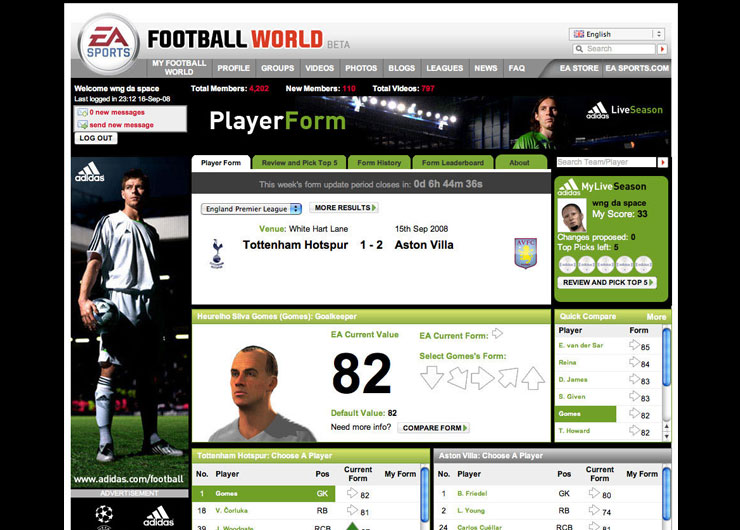 EA
SPORTS
FOOTBALL WORLD BETA
English
Search
MY FOOTBALL
WORLD
PROFILE
GROUPS
VIDEOS
PHOTOS
BLOGS
LEAGUES
NEWS
FAQ
EA STORE
EA SPORTS.COM
Welcome wng da space
Last logged in 23:12 16-Sep-08
Total Members: 4,202
New Members: 110
Total Videos: 797
0 new messages
send new message
LOG OUT
PlayerForm
adidas
LiveSeason
Player Form
Review and Pick Top 5
Form History
Form Leaderboard
About
Search Team/Player
This week's form update period closes in: 0d 6h 44m 36s
England Premier League
MORE RESULTS
Venue: White Hart Lane
15th Sep 2008
Tottenham Hotspur 1 - 2 Aston Villa
AVFC
adidas
MyLiveSeason
wng da space
My Score: 33
Changes proposed: 0
Top Picks left: 5
REVIEW AND PICK TOP 5
adidas
www.adidas.com/football
ADVERTISEMENT
adidas
Heurelho Silva Gomes (Gomes): Goalkeeper
EA Current Value
82
Default Value: 82
Need more info?
COMPARE FORM
EA Current Form:
Select Gomes's Form:
Quick Compare
More
Player Form
E. van der Sar 85
Reina 84
D. James 83
S. Given 83
Gomes 82
T. Howard 82
Tottenham Hotspur: Choose A Player
No. Player Pos Current Form My Form
1 Gomes GK 82
18 V. Ćorluka RB 81
39 J. Woodgate RCB
Aston Villa: Choose A Player
No. Player Pos Current Form My Form
1 B. Friedel GK 80
2 L. Young RB 74
24 Carlos Cuéllar RCB